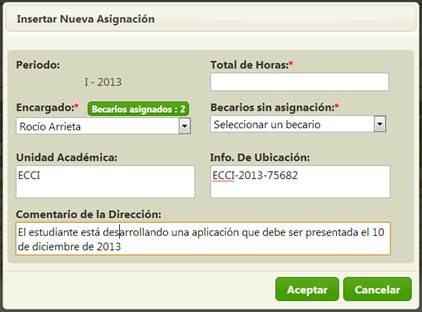 Insertar Nueva Asignación
Periodo:
I - 2013
Total de Horas:*
Encargado:*
Becarios asignados : 2
Rocío Arrieta
Becarios sin asignación:*
Seleccionar un becario
Unidad Académica:
ECCI
Info. De Ubicación:
ECCI-2013-75682
Comentario de la Dirección:
El estudiante está desarrollando una aplicación que debe ser presentada el 10
de diciembre de 2013
Aceptar
Cancelar